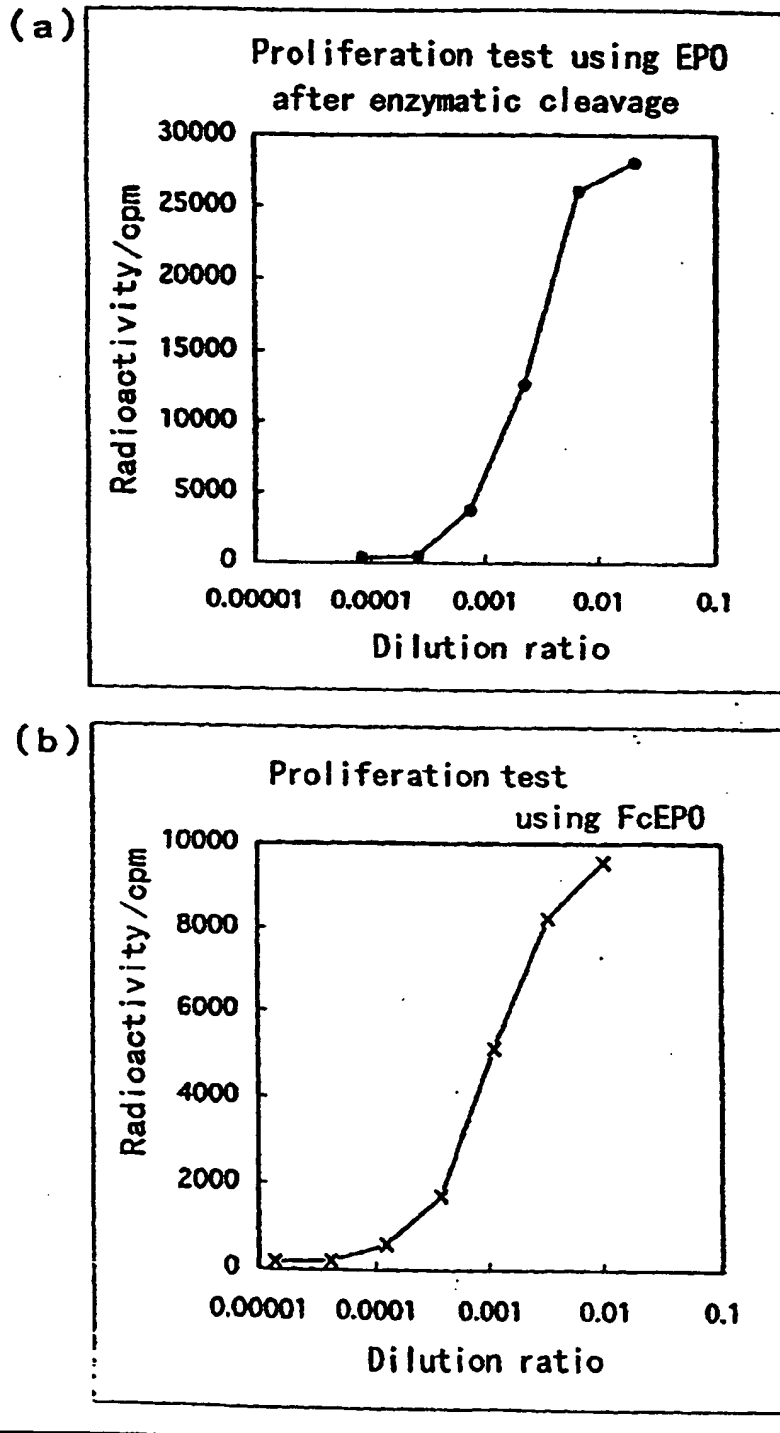 (a)
Proliferation test using EPO
after enzymatic cleavage
Radioactivity/cpm
30000
25000
20000
15000
10000
5000
0
0.00001 0.0001 0.001 0.01 0.1
Dilution ratio
(b)
Proliferation test
using FcEPO
Radioactivity/cpm
10000
8000
6000
4000
2000
0
0.00001 0.0001 0.001 0.01 0.1
Dilution ratio